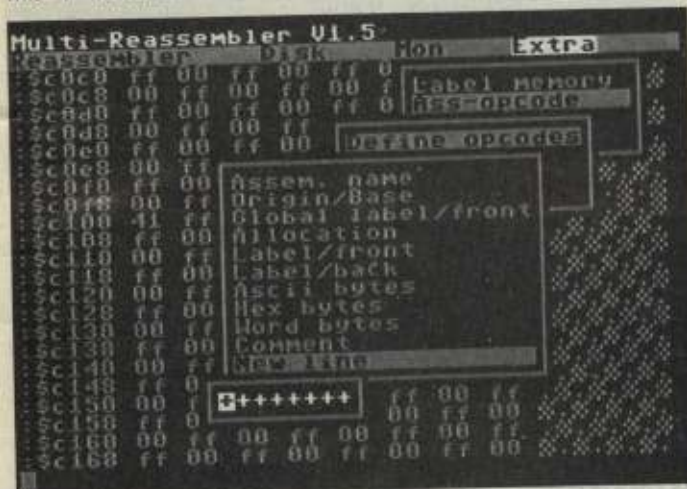 Multi-Reassembler V1.5
Reassembler Disk Mon Extra
:$c0c0 ff 00 ff 00 ff 0
:$c0c8 00 ff 00 ff 00 f Label memory
:$c0d0 ff 00 ff 00 ff 0 Ass-opcode
:$c0d8 00 ff 00 ff
:$c0e0 ff 00 ff 00 Define opcodes
:$c0e8 00 ff
:$c0f0 ff 00 Assem. name
:$c0f8 00 ff Origin/Base
:$c100 41 ff Global label/front
:$c108 ff 00 Allocation
:$c110 00 ff Label/front
:$c118 ff 00 Label/back
:$c120 00 ff Ascii bytes
:$c128 ff 00 Hex bytes
:$c130 00 ff Word bytes
:$c138 ff 00 Comment
:$c140 00 ff New line
:$c148 ff 0
:$c150 00 f ++++++++ ff 00 ff
:$c158 ff 0 00 ff 00
:$c160 00 ff 00 ff 00 ff 00 ff
:$c168 ff 00 ff 00 ff 00 ff 00